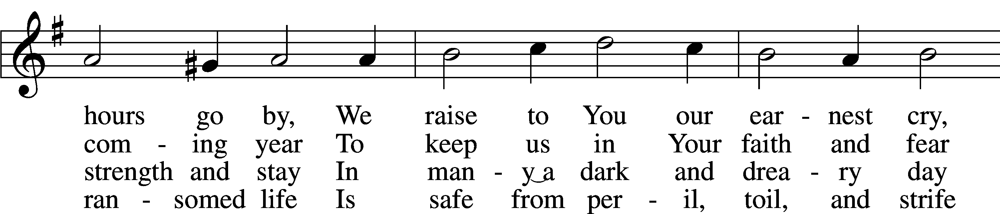 hours go by, We raise to You our ear - nest cry,
com - ing year To keep us in Your faith and fear
strength and stay In man - y a dark and drea - ry day
ran - somed life Is safe from per - il, toil, and strife